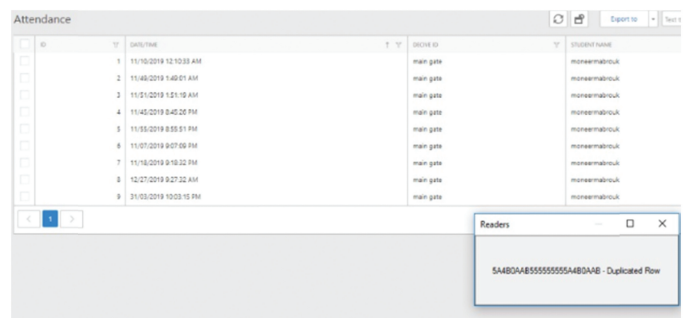 Attendance
Export to
ID DATE/TIME DEOVE ID STUDENT NAME
1 11/10/2019 12:10:33 AM main gate moneermabrouk
2 11/49/2019 1:49:01 AM main gate moneermabrouk
3 11/51/2019 1:51:19 AM main gate moneermabrouk
4 11/45/2019 8:45:26 PM main gate moneermabrouk
5 11/55/2019 8:55:51 PM main gate moneermabrouk
6 11/07/2019 9:07:09 PM main gate moneermabrouk
7 11/18/2019 9:18:22 PM main gate moneermabrouk
8 12/27/2019 9:27:32 AM main gate moneermabrouk
9 31/03/2019 10:03:15 PM main gate moneermabrouk
1
Readers
5A4B0AAB555555555A4B0AAB - Duplicated Row